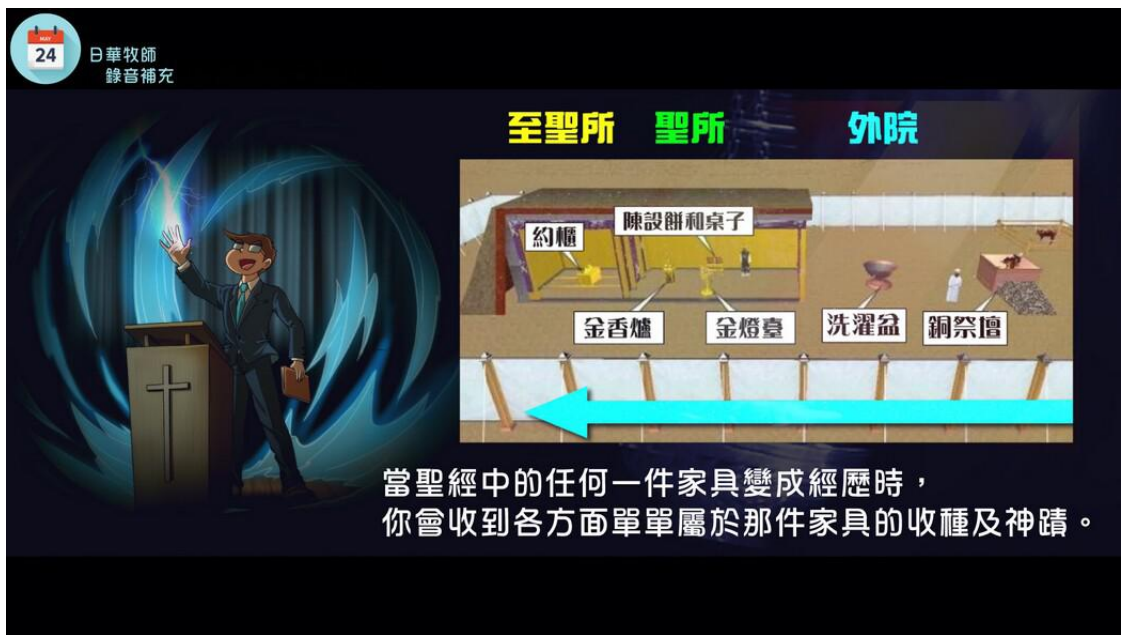 MAY
24
日華牧師
錄音補充
至聖所 聖所 外院
約櫃
陳設餅和桌子
金香爐
金燈臺
洗濯盆
銅祭壇
當聖經中的任何一件家具變成經歷時，
你會收到各方面單單屬於那件家具的收種及神蹟。